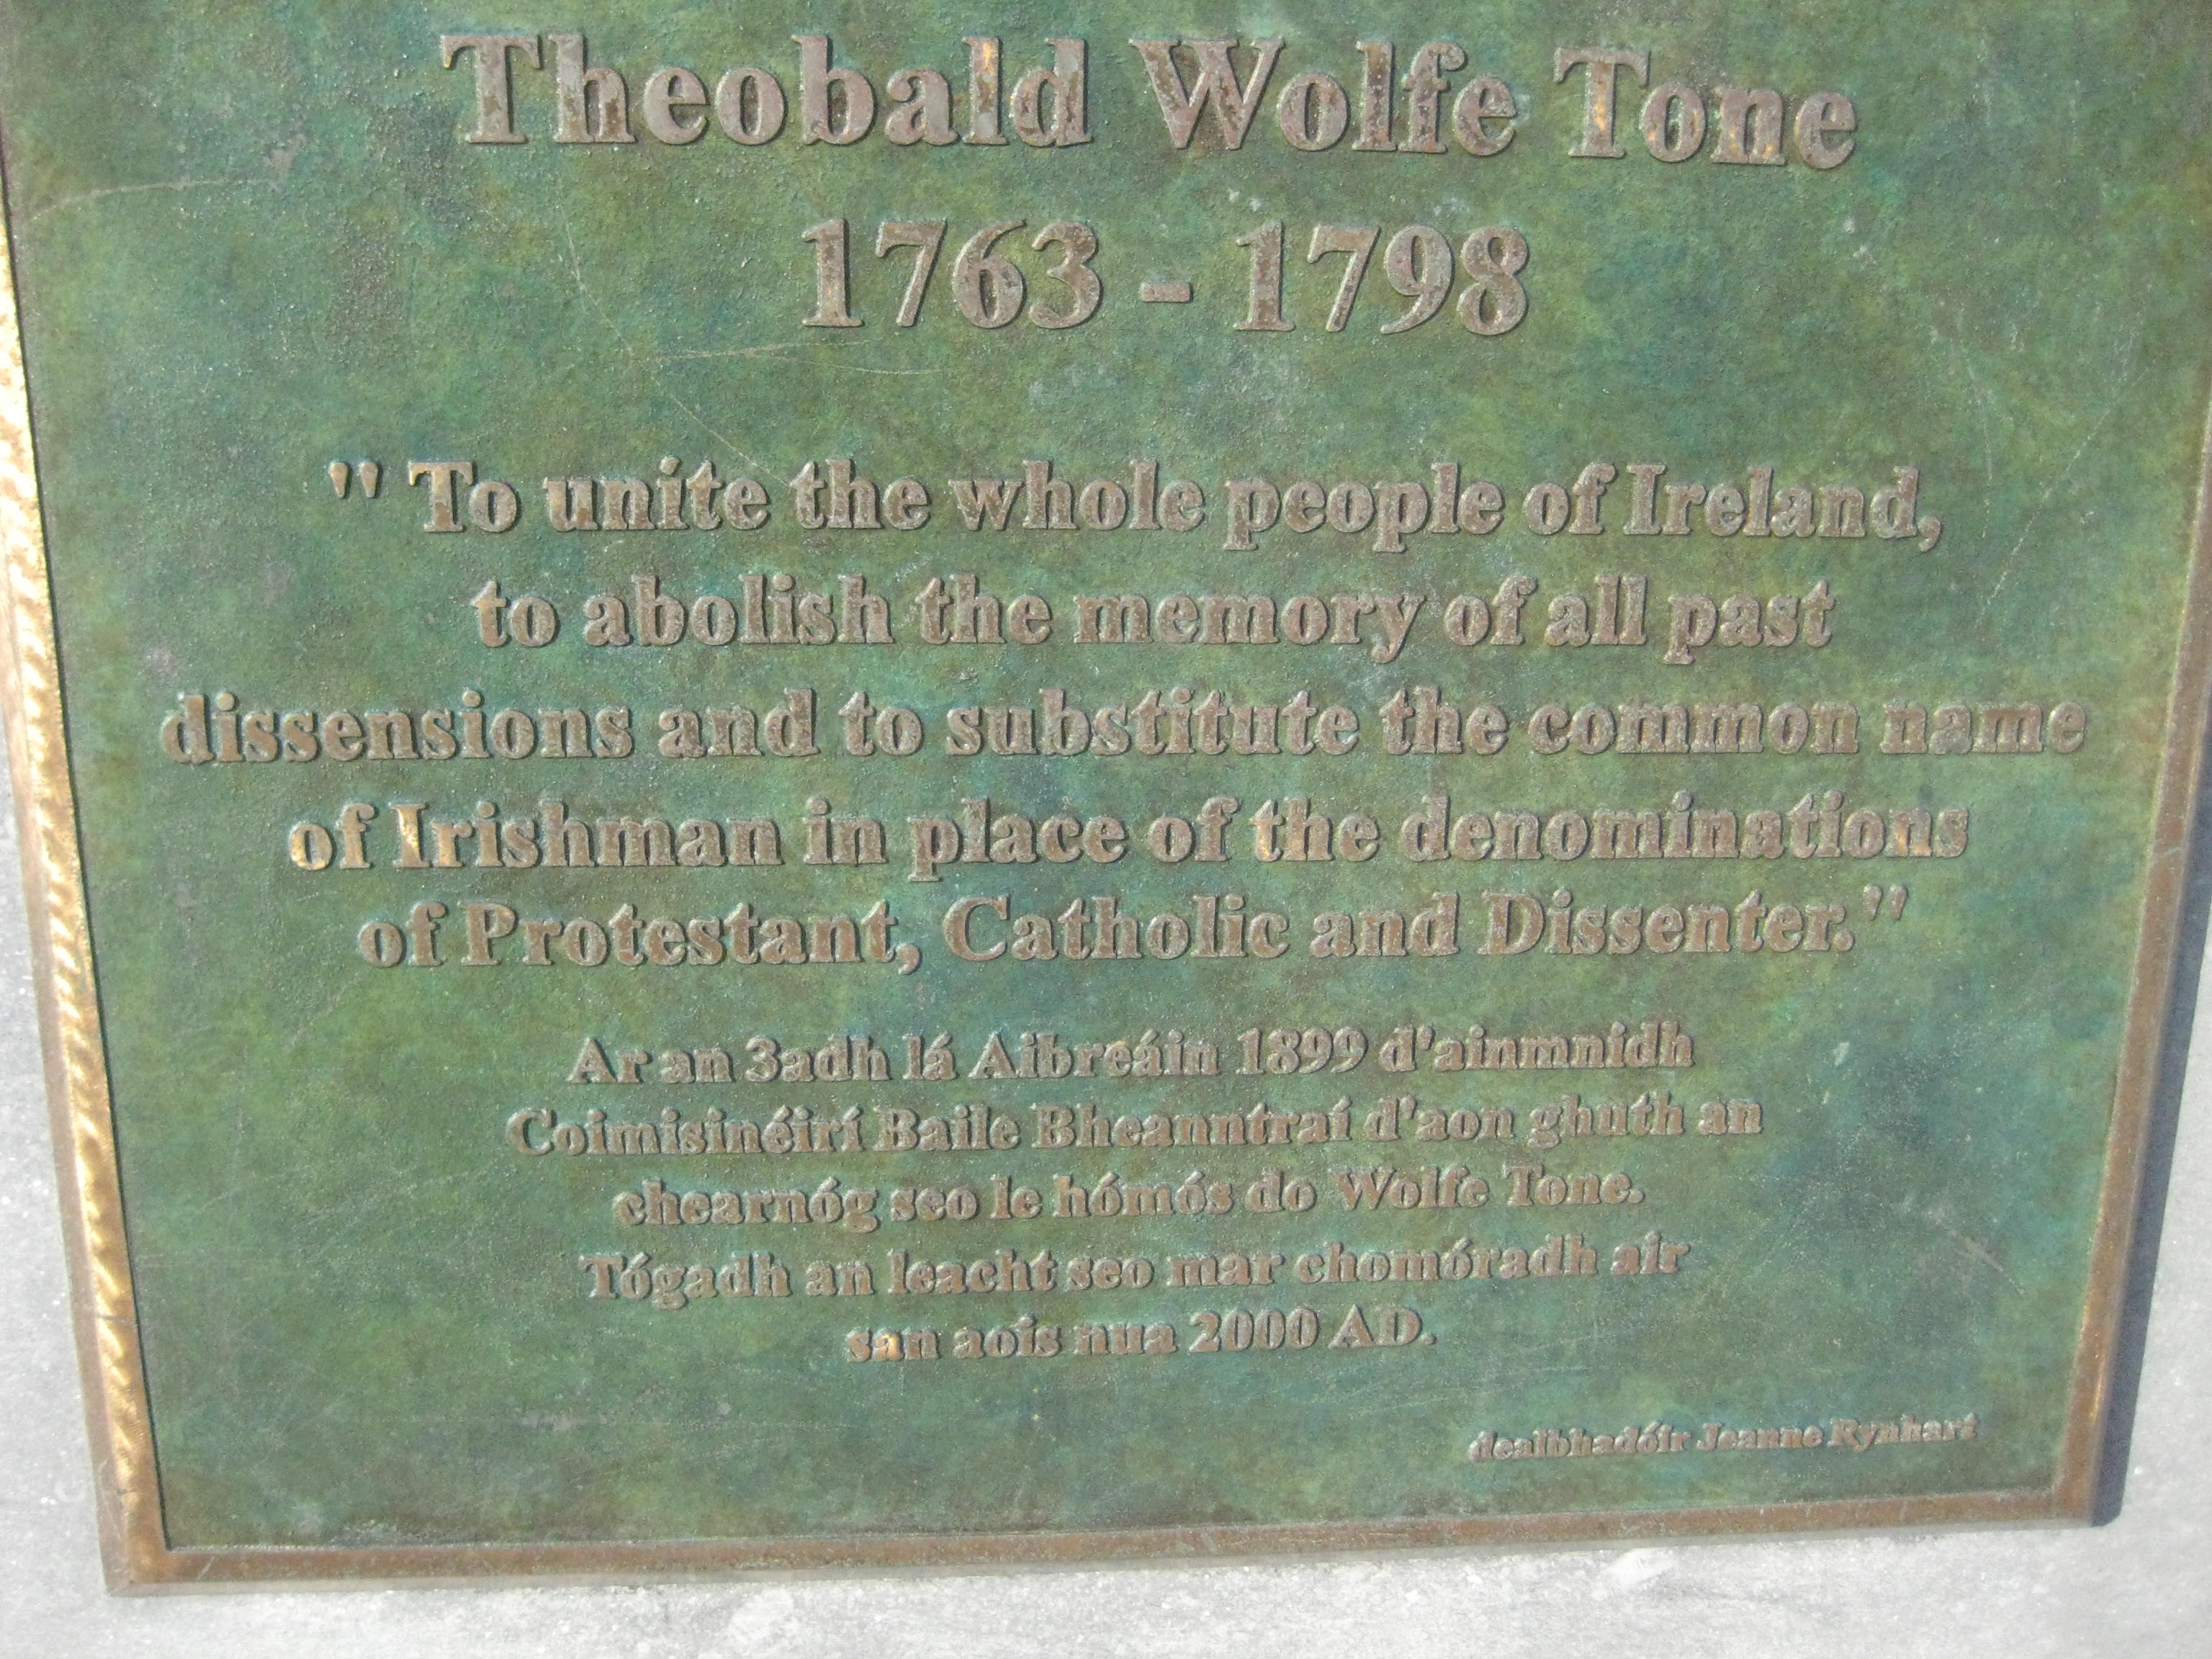 Theobald Wolfe Tone
1763 - 1798
" To unite the whole people of Ireland,
to abolish the memory of all past
dissensions and to substitute the common name
of Irishman in place of the denominations
of Protestant, Catholic and Dissenter."
Ar an 3adh lá Aibreáin 1899 d'ainmnidh
Coimisinéirí Baile Bheanntraí d'aon ghuth an
chearnóg seo le hómós do Wolfe Tone.
Tógadh an leacht seo mar chomóradh air
san aois nua 2000 AD.
dealbhadóir Jeanne Rynhart